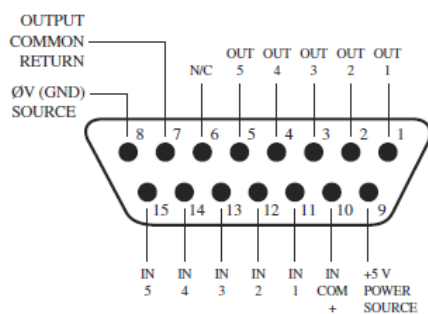 OUTPUT
COMMON
RETURN
ØV (GND)
SOURCE
N/C
OUT
5
OUT
4
OUT
3
OUT
2
OUT
1
8 7 6 5 4 3 2 1
15 14 13 12 11 10 9
IN
5
IN
4
IN
3
IN
2
IN
1
IN
COM
+
+5 V
POWER
SOURCE